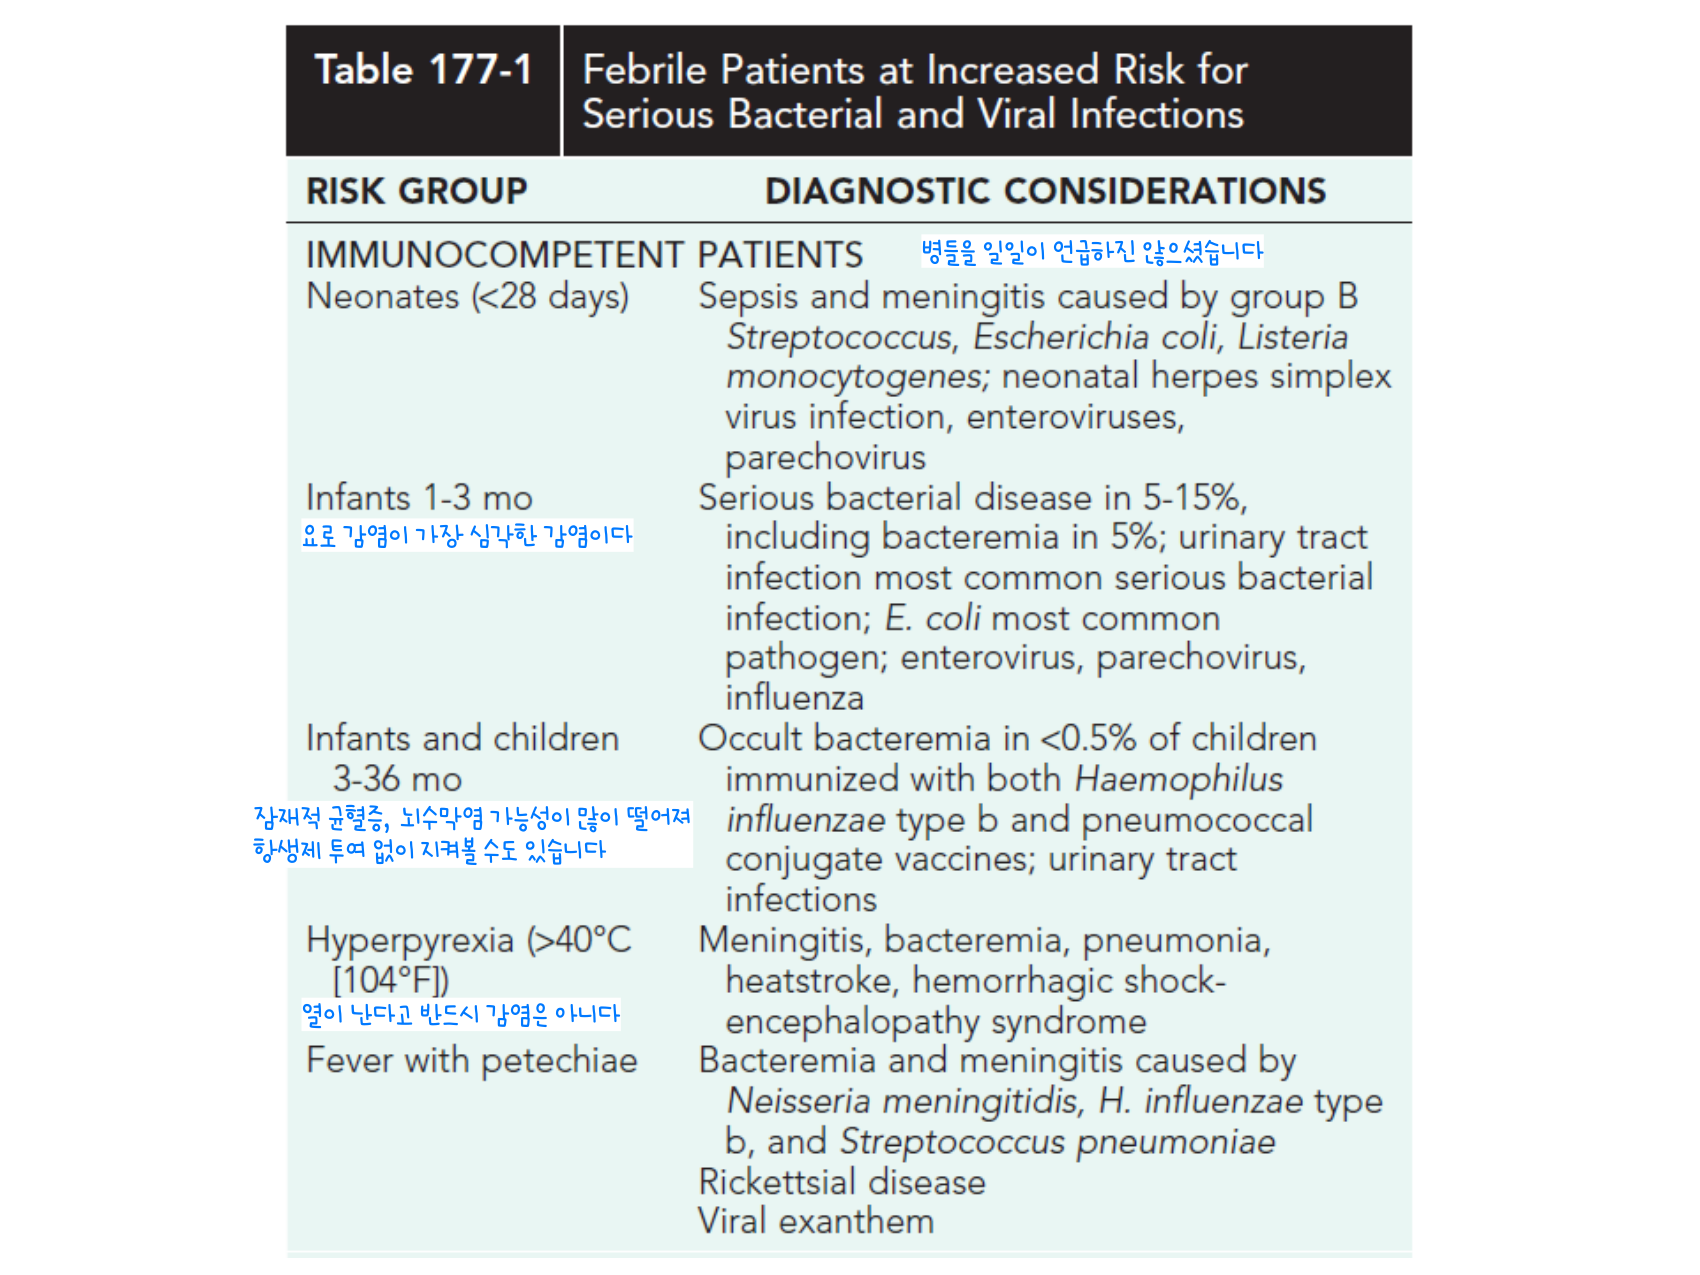 Table 177-1
Febrile Patients at Increased Risk for
Serious Bacterial and Viral Infections
RISK GROUP
DIAGNOSTIC CONSIDERATIONS
IMMUNOCOMPETENT PATIENTS
병들을 일일이 언급하진 않으셨습니다
Neonates (<28 days)
Sepsis and meningitis caused by group B
Streptococcus, Escherichia coli, Listeria
monocytogenes; neonatal herpes simplex
virus infection, enteroviruses,
parechovirus
Infants 1-3 mo
요로 감염이 가장 심각한 감염이다
Serious bacterial disease in 5-15%,
including bacteremia in 5%; urinary tract
infection most common serious bacterial
infection; E. coli most common
pathogen; enterovirus, parechovirus,
influenza
Infants and children
3-36 mo
잠재적 균혈증, 뇌수막염 가능성이 많이 떨어져
항생제 투여 없이 지켜볼 수도 있습니다
Occult bacteremia in <0.5% of children
immunized with both Haemophilus
influenzae type b and pneumococcal
conjugate vaccines; urinary tract
infections
Hyperpyrexia (>40°C
[104°F])
열이 난다고 반드시 감염은 아니다
Meningitis, bacteremia, pneumonia,
heatstroke, hemorrhagic shock-
encephalopathy syndrome
Fever with petechiae
Bacteremia and meningitis caused by
Neisseria meningitidis, H. influenzae type
b, and Streptococcus pneumoniae
Rickettsial disease
Viral exanthem